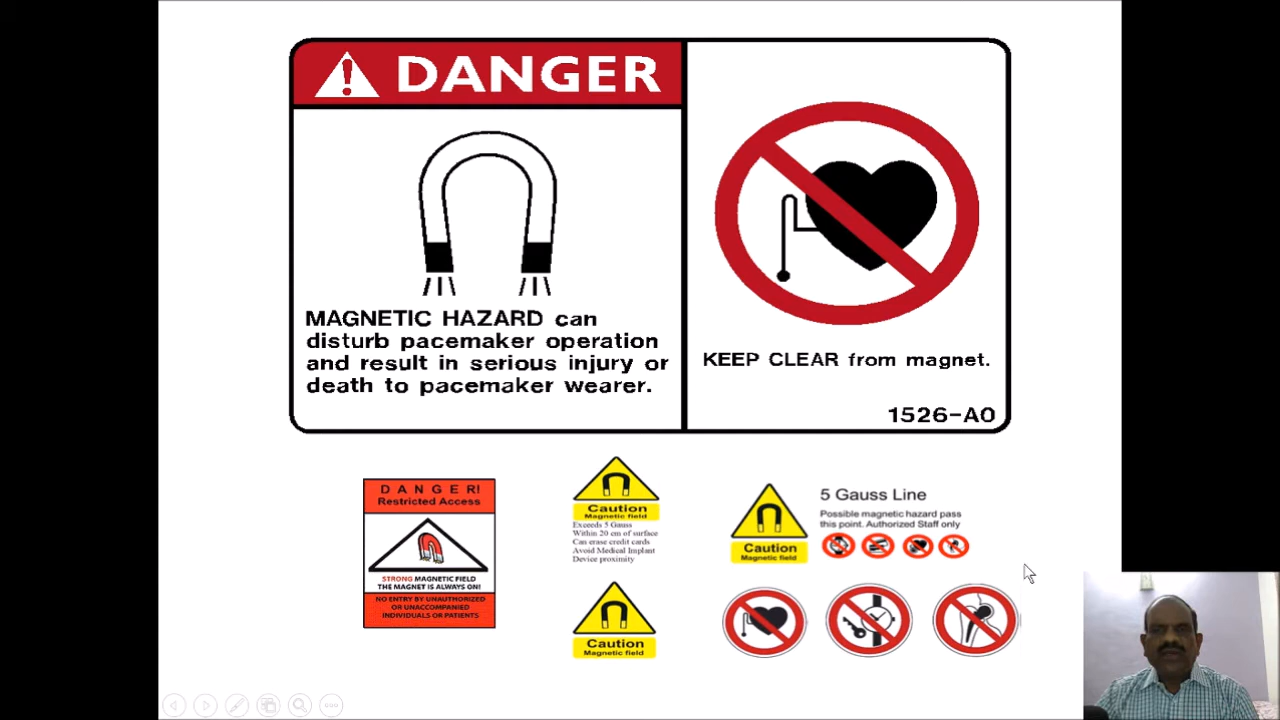 DANGER
MAGNETIC HAZARD can
disturb pacemaker operation
and result in serious injury or
death to pacemaker wearer.
KEEP CLEAR from magnet.
1526-A0
DANGER!
Restricted Access
STRONG MAGNETIC FIELD
THE MAGNET IS ALWAYS ON!
NO ENTRY BY UNAUTHORIZED
OR UNACCOMPANIED
INDIVIDUALS OR PATIENTS
Caution
Magnetic field
Exceeds 5 Gauss
Within 20 cm of surface
Can erase credit cards
Avoid Medical Implant
Device proximity
Caution
Magnetic field
Caution
Magnetic field
5 Gauss Line
Possible magnetic hazard pass
this point. Authorized Staff only